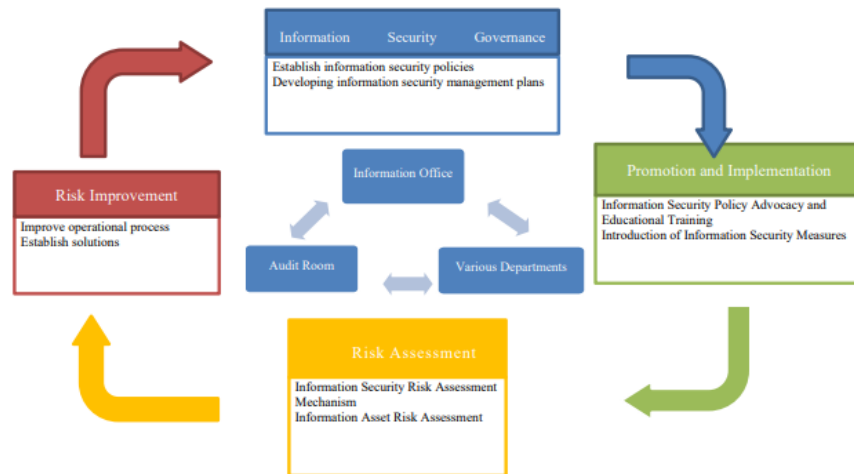 Information Security Governance
Establish information security policies
Developing information security management plans
Information Office
Promotion and Implementation
Information Security Policy Advocacy and
Educational Training
Introduction of Information Security Measures
Risk Improvement
Improve operational process
Establish solutions
Audit Room
Various Departments
Risk Assessment
Information Security Risk Assessment
Mechanism
Information Asset Risk Assessment